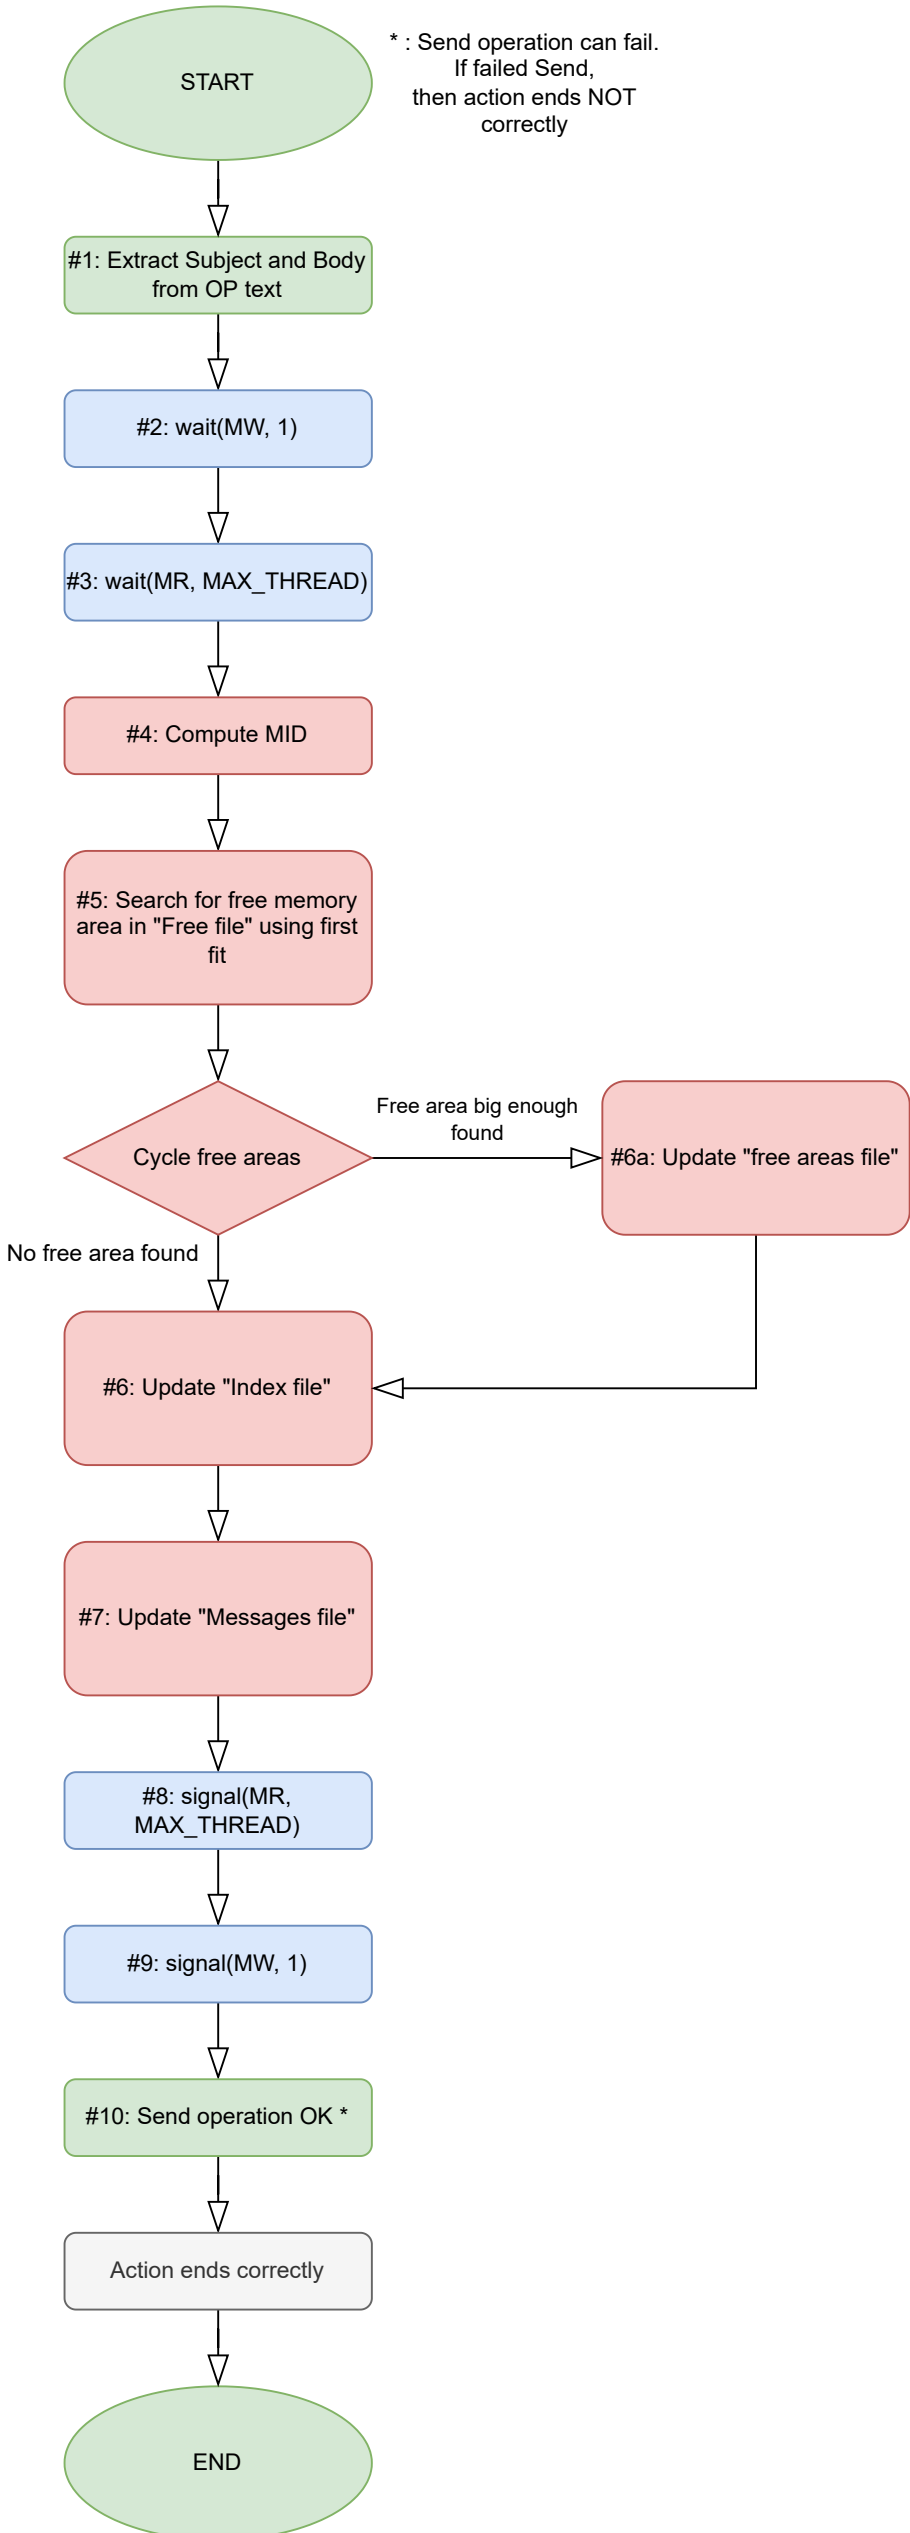 START
* : Send operation can fail.
If failed Send,
then action ends NOT
correctly
#1: Extract Subject and Body
from OP text
#2: wait(MW, 1)
#3: wait(MR, MAX_THREAD)
#4: Compute MID
#5: Search for free memory
area in "Free file" using first
fit
Cycle free areas
Free area big enough
found
#6a: Update "free areas file"
No free area found
#6: Update "Index file"
#7: Update "Messages file"
#8: signal(MR,
MAX_THREAD)
#9: signal(MW, 1)
#10: Send operation OK *
Action ends correctly
END